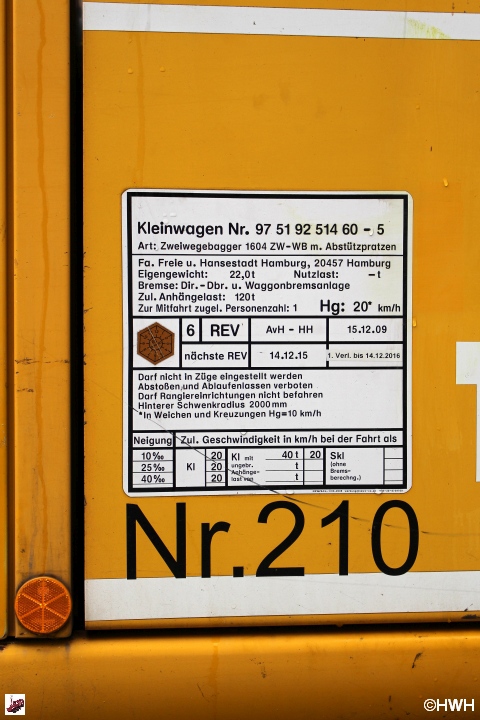 Kleinwagen Nr. 97 51 92 514 60 - 5
Art: Zweiwegebagger 1604 ZW-WB m. Abstützpratzen
Fa. Freie u. Hansestadt Hamburg, 20457 Hamburg
Eigengewicht: 22,0t Nutzlast: -t
Bremse: Dir.-Dbr. u. Waggonbremsanlage
Zul. Anhängelast: 120t
Zur Mitfahrt zugel. Personenzahl: 1 Hg: 20* km/h
6 REV AvH - HH 15.12.09
nächste REV 14.12.15 1. Verl. bis 14.12.2016
Darf nicht in Züge eingestellt werden
Abstoßen und Ablaufenlassen verboten
Darf Rangiereinrichtungen nicht befahren
Hinterer Schwenkradius 2000mm
*In Weichen und Kreuzungen Hg=10 km/h
Neigung Zul. Geschwindigkeit in km/h bei der Fahrt als
10‰ 20 Kl mit 40 t 20 Skl
25‰ Kl 20 ungebr. Anhänge- t (ohne Brems-
40‰ 20 last von t berechng.)
Nr.210
©HWH